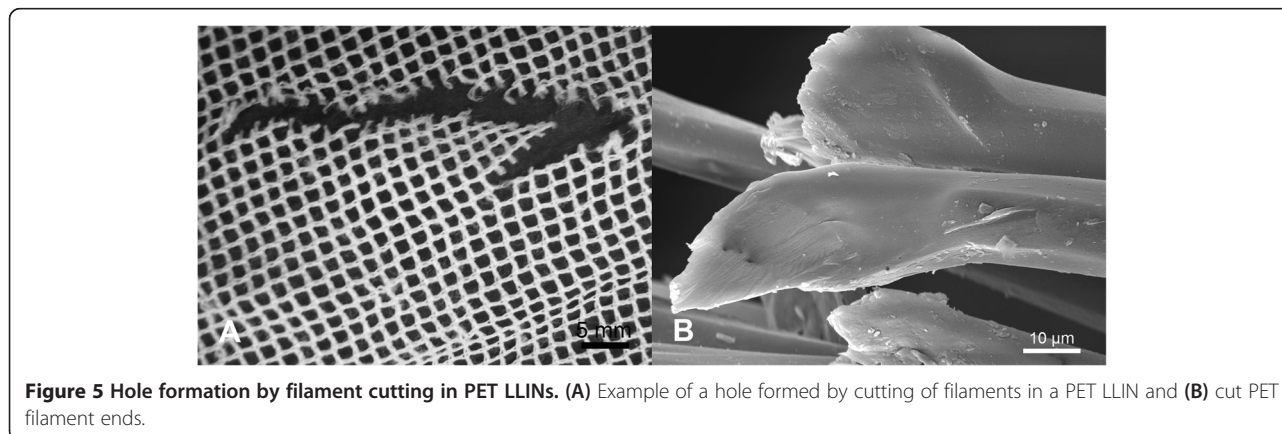 A
5 mm
B
10 µm
Figure 5 Hole formation by filament cutting in PET LLINs. (A) Example of a hole formed by cutting of filaments in a PET LLIN and (B) cut PET
filament ends.